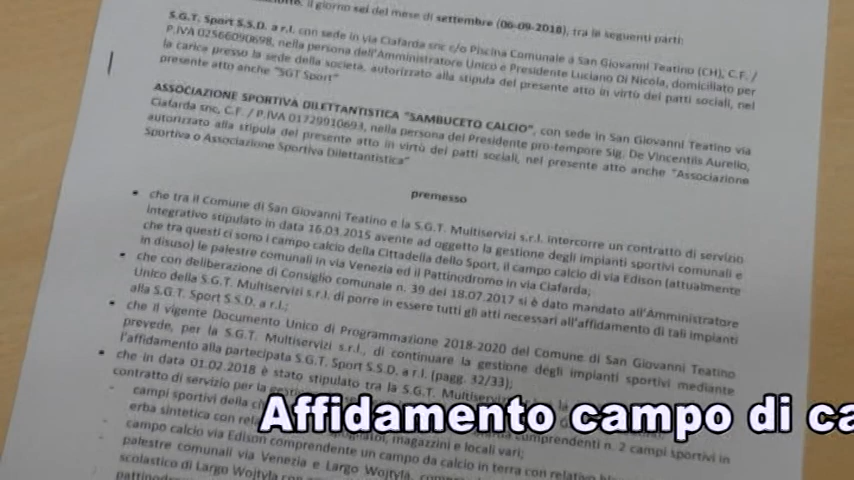 il giorno sei del mese di settembre (06-09-2018), tra le seguenti parti:
S.G.T. Sport S.S.D. a r.l. con sede in via Ciafarda snc c/o Piscina Comunale a San Giovanni Teatino (CH), C.F. /
P.IVA 02566090698, nella persona dell'Amministratore Unico e Presidente Luciano Di Nicola, domiciliato per
la carica presso la sede della società, autorizzato alla stipula del presente atto in virtù dei patti sociali, nel
presente atto anche "SGT Sport"
ASSOCIAZIONE SPORTIVA DILETTANTISTICA "SAMBUCETO CALCIO", con sede in San Giovanni Teatino via
Ciafarda snc, C.F. / P.IVA 01729910693, nella persona del Presidente pro-tempore Sig. De Vincentiis Aurelio,
autorizzato alla stipula del presente atto in virtù dei patti sociali, nel presente atto anche "Associazione
Sportiva o Associazione Sportiva Dilettantistica"
premesso
• che tra il Comune di San Giovanni Teatino e la S.G.T. Multiservizi s.r.l. intercorre un contratto di servizio
integrativo stipulato in data 16.03.2015 avente ad oggetto la gestione degli impianti sportivi comunali e
che tra questi ci sono i campo calcio della Cittadella dello Sport, il campo calcio di via Edison (attualmente
in disuso) le palestre comunali in via Venezia ed il Pattinodromo in via Ciafarda;
• che con deliberazione di Consiglio comunale n. 39 del 18.07.2017 si è dato mandato all'Amministratore
Unico della S.G.T. Multiservizi s.r.l. di porre in essere tutti gli atti necessari all'affidamento di tali impianti
alla S.G.T. Sport S.S.D. a r.l.;
• che il vigente Documento Unico di Programmazione 2018-2020 del Comune di San Giovanni Teatino
prevede, per la S.G.T. Multiservizi s.r.l., di continuare la gestione degli impianti sportivi mediante
l'affidamento alla partecipata S.G.T. Sport S.S.D. a r.l. (pagg. 32/33);
• che in data 01.02.2018 è stato stipulato tra la S.G.T. Multiservizi
contratto di servizio per la
- campi sportivi della comprendenti n. 2 campi sportivi in
erba sintetica con magazzini e locali vari;
- campo calcio via Edison comprendente un campo da calcio in terra con relativo
- palestre comunali via Venezia e Largo Wojtyla,
scolastico di Largo Wojtyla con
Affidamento campo di ca